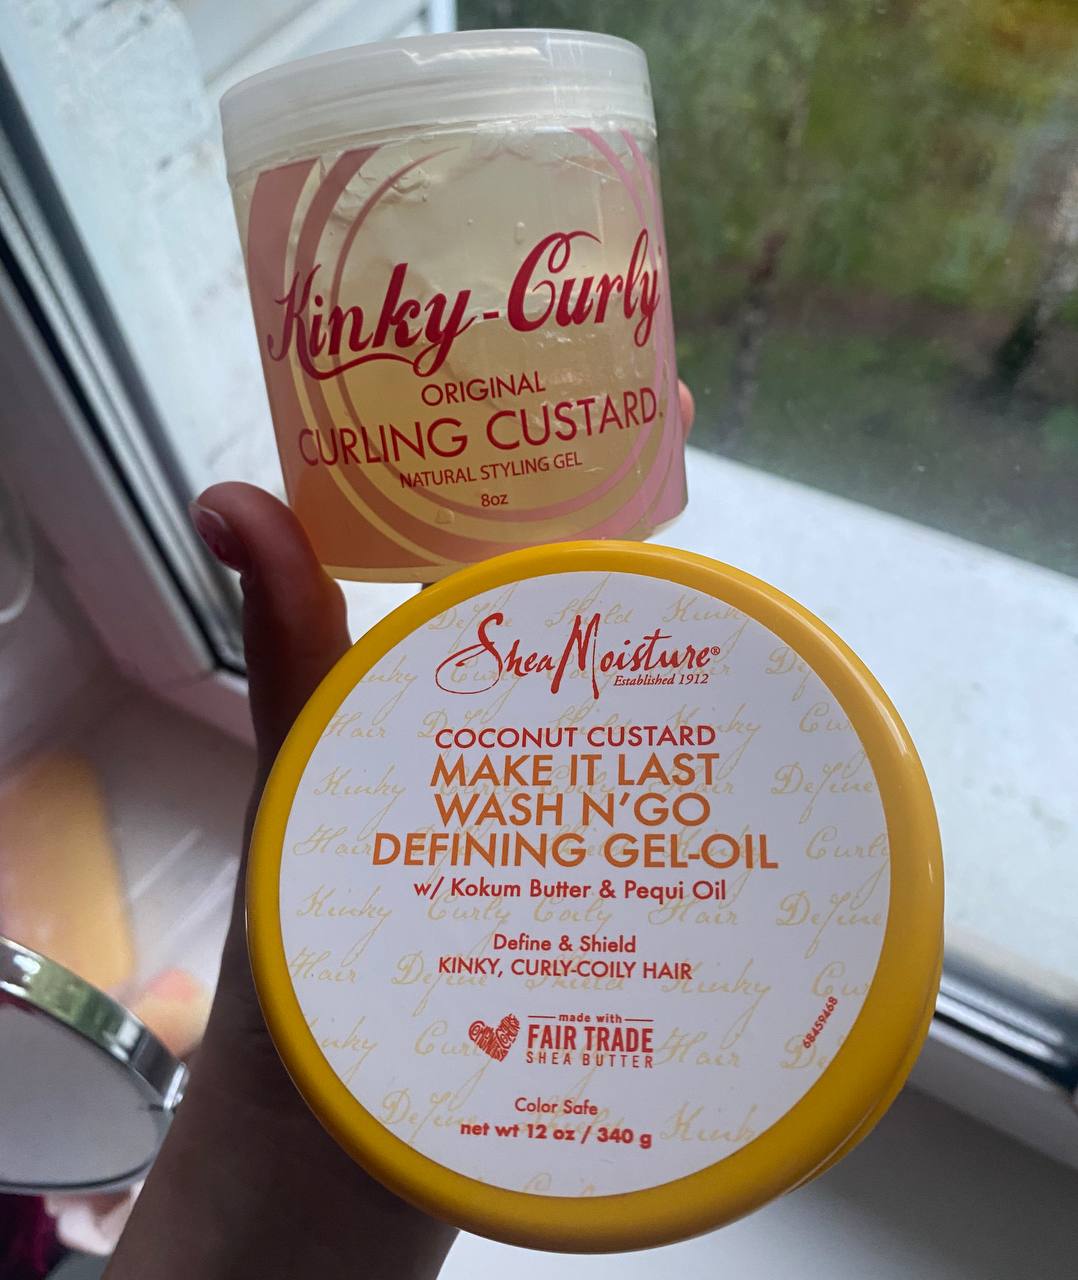 Kinky-Curly
ORIGINAL
CURLING CUSTARD
NATURAL STYLING GEL
8oz
SheaMoisture®
Established 1912
COCONUT CUSTARD
MAKE IT LAST
WASH N'GO
DEFINING GEL-OIL
w/ Kokum Butter & Pequi Oil
Define & Shield
KINKY, CURLY-COILY HAIR
made with
FAIR TRADE
SHEA BUTTER
68459468
Color Safe
net wt 12 oz / 340 g